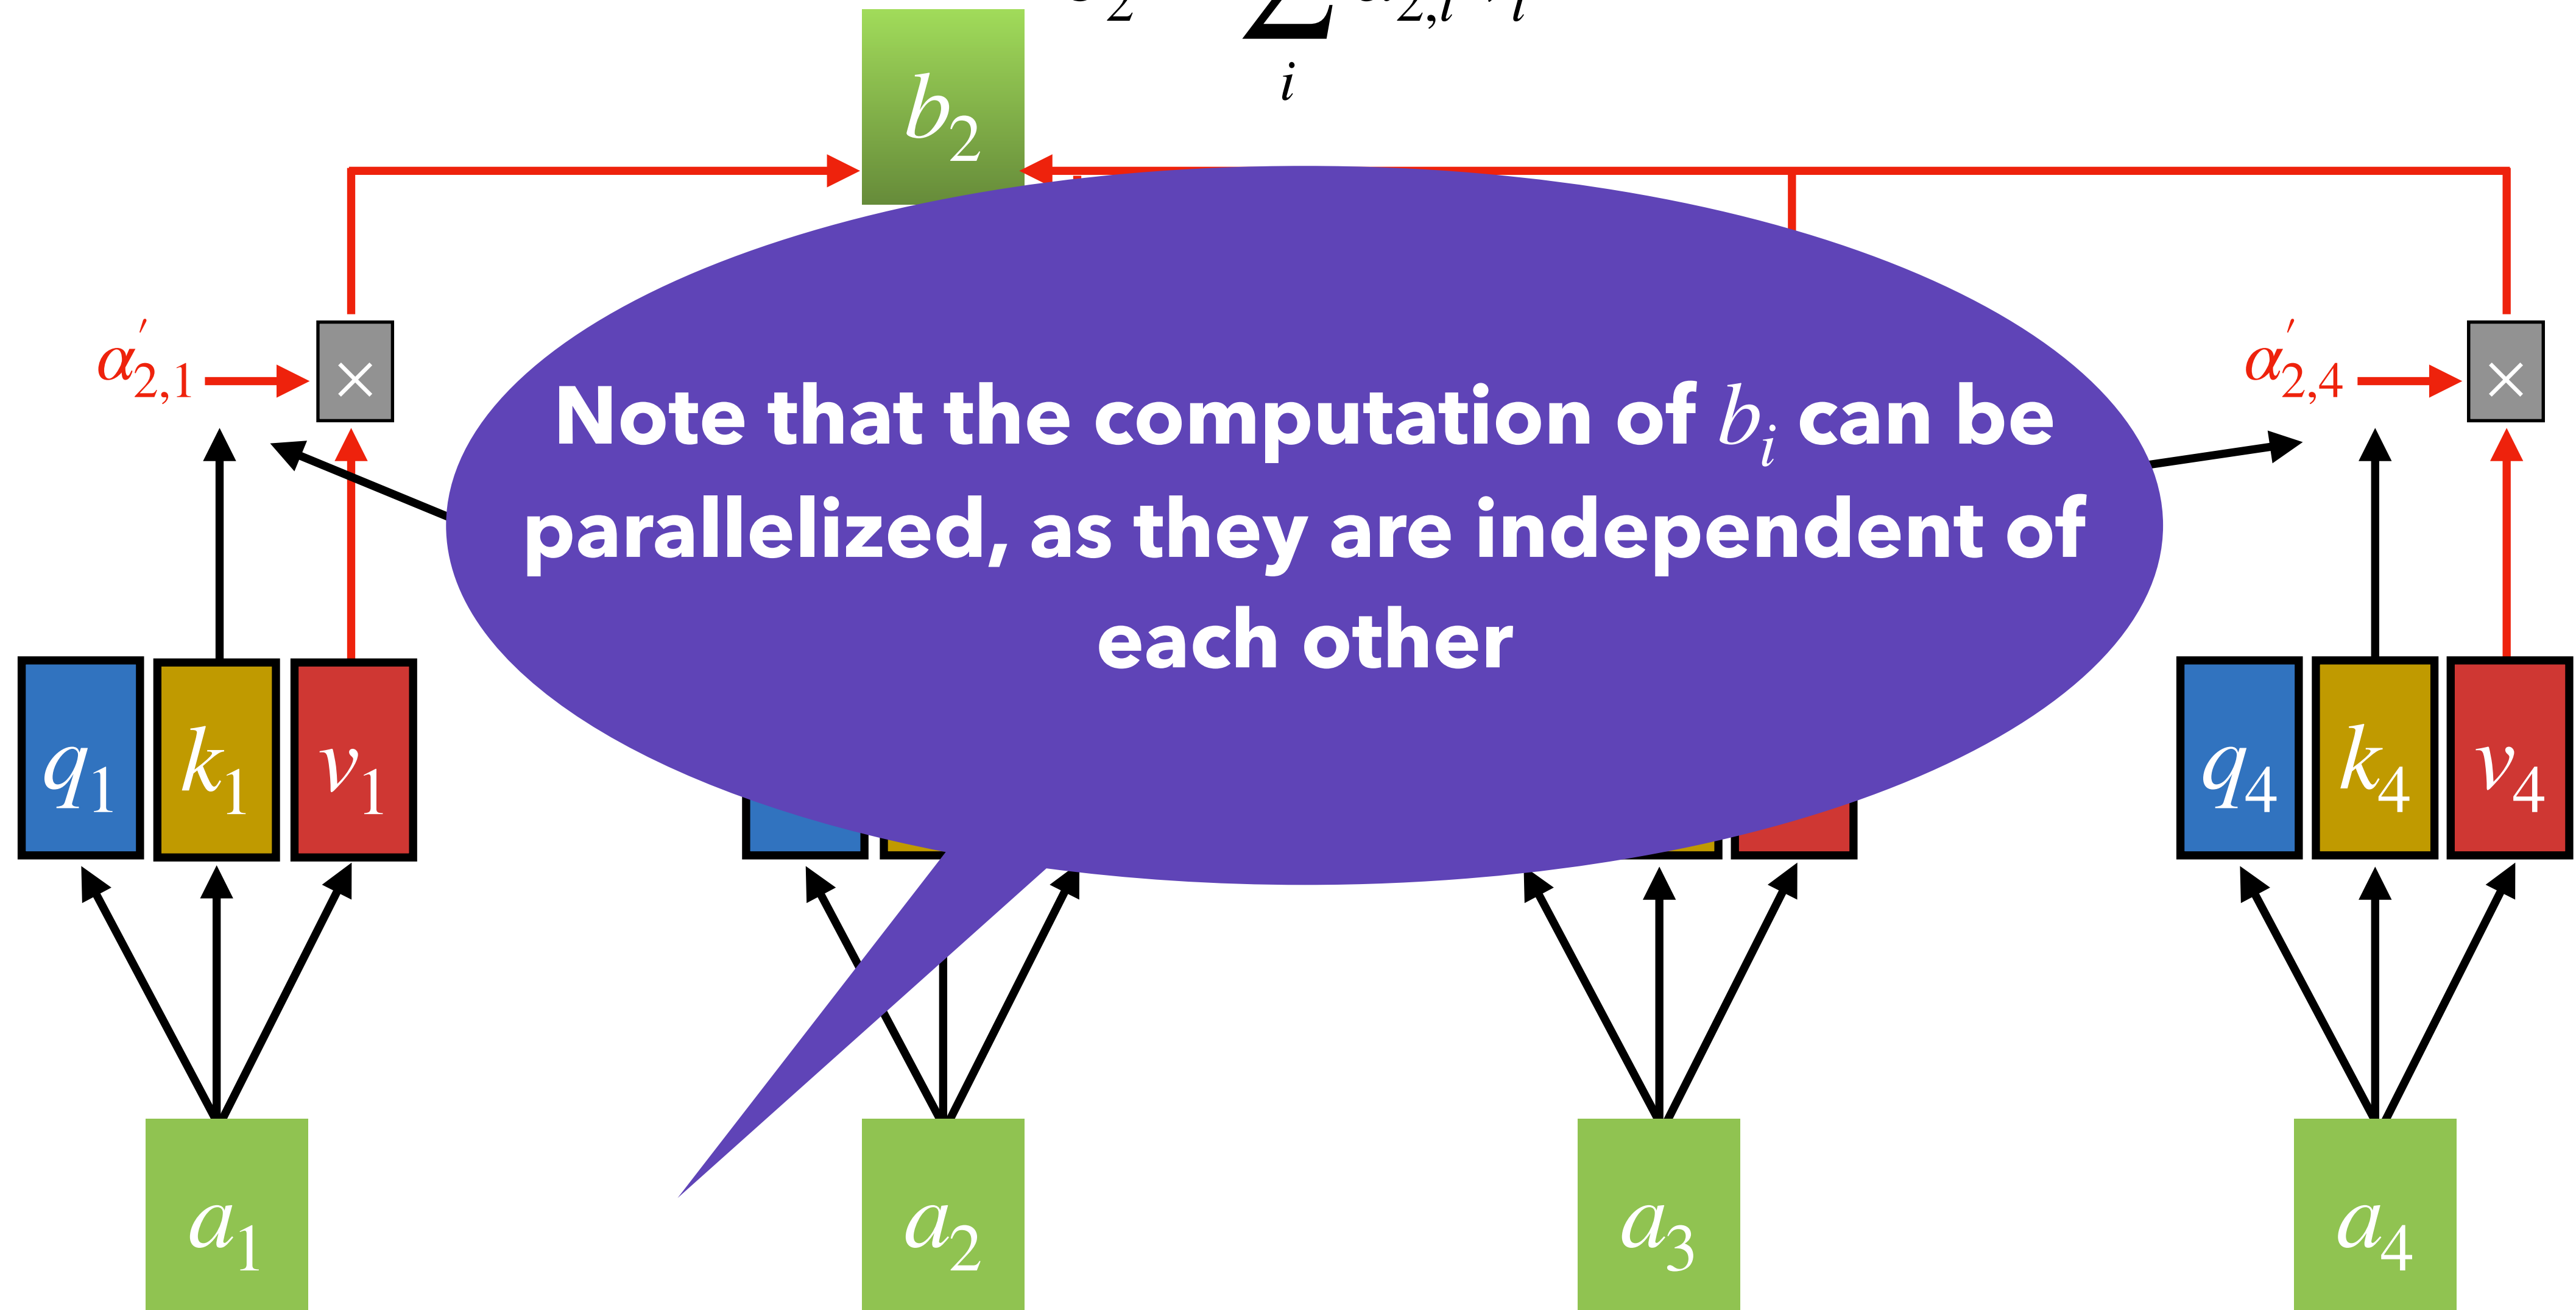 i
b₂
α′₂,₁
×
α′₂,₄
×
Note that the computation of bᵢ can be
parallelized, as they are independent of
each other
q₁ k₁ v₁
q₄ k₄ v₄
a₁ a₂ a₃ a₄